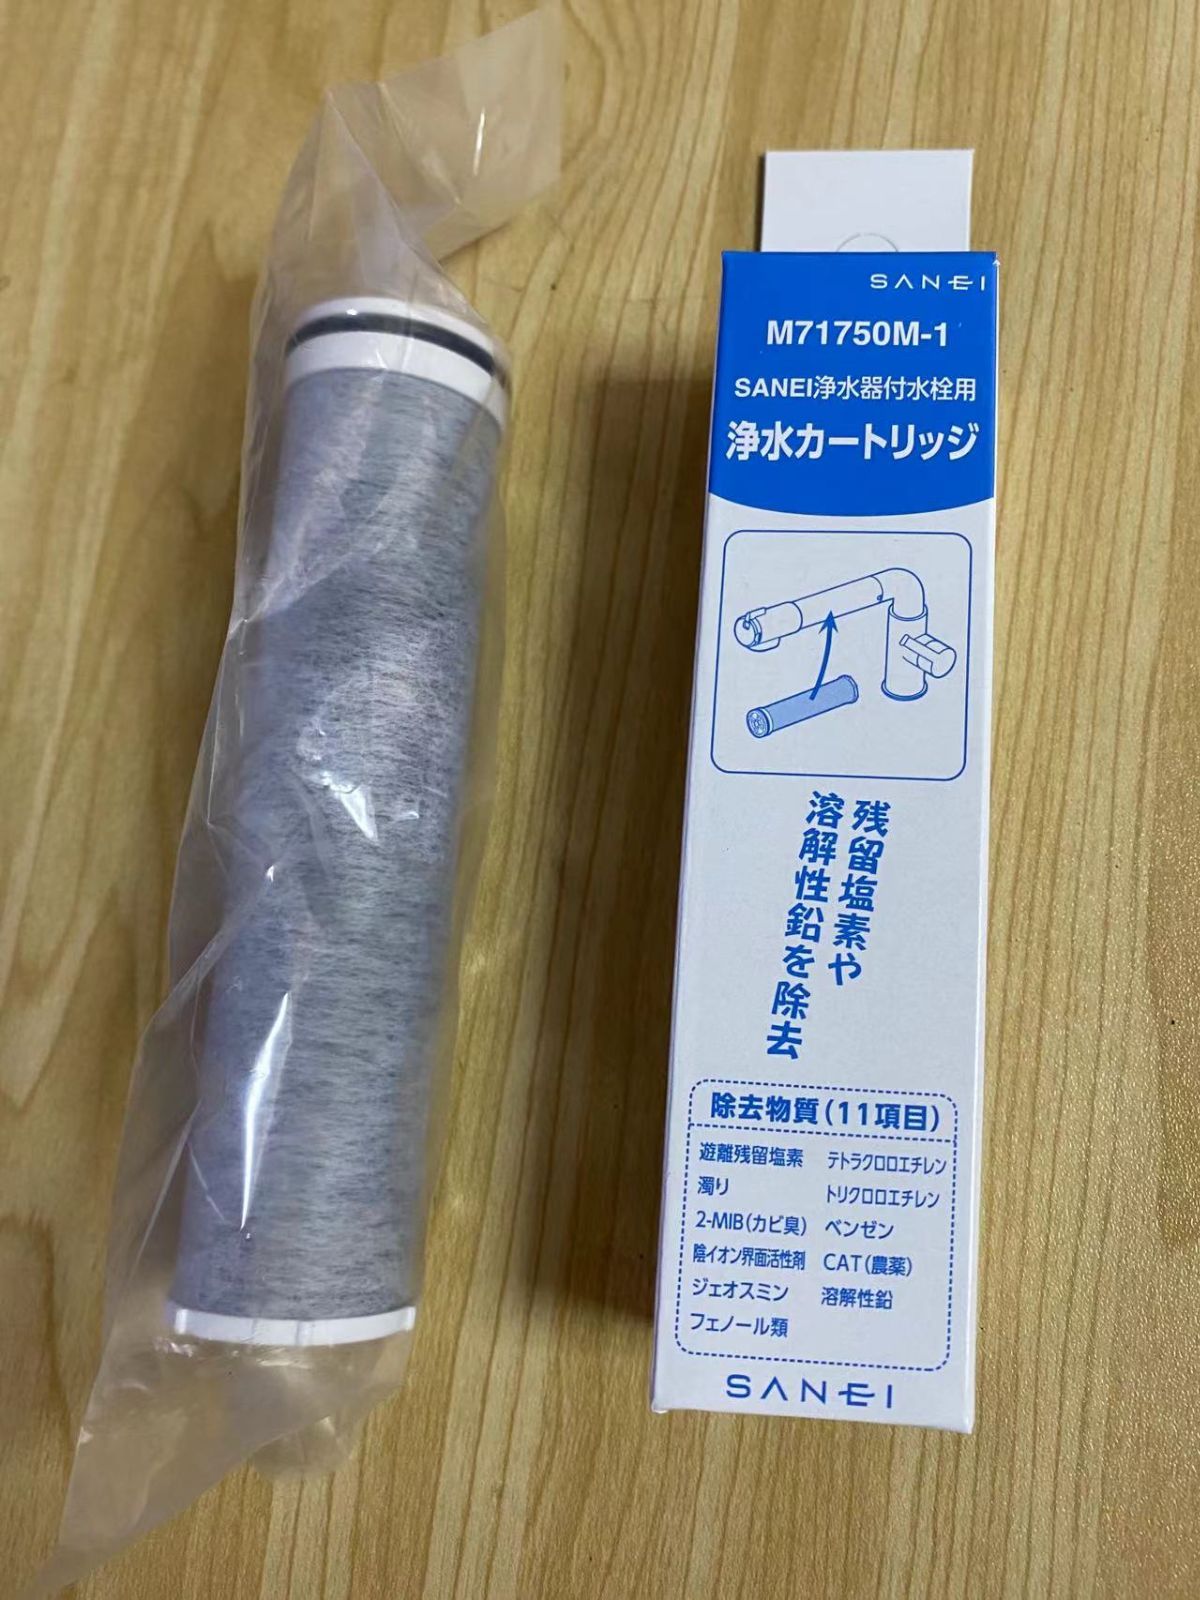 SANEI
M71750M-1
SANEI浄水器付水栓用
浄水カートリッジ
残留塩素や
溶解性鉛を除去
除去物質(11項目)
遊離残留塩素
濁り
2-MIB(カビ臭)
陰イオン界面活性剤
ジェオスミン
フェノール類
テトラクロロエチレン
トリクロロエチレン
ベンゼン
CAT(農薬)
溶解性鉛
SANEI